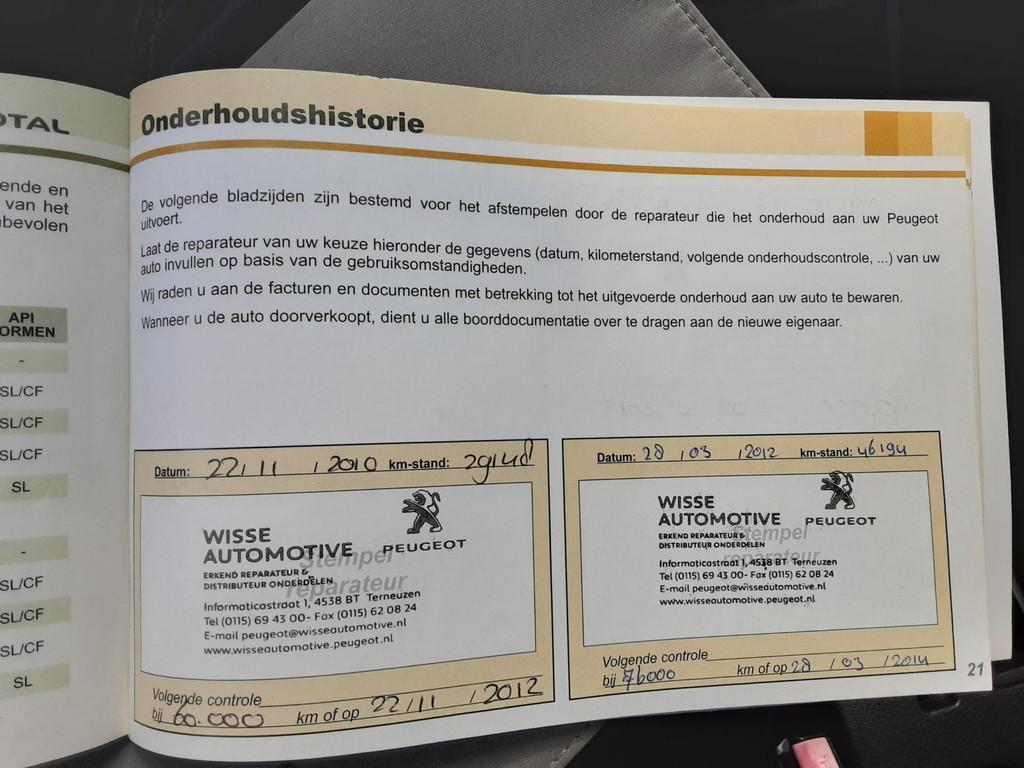 OTAL
ende en
van het
bevolen
API
ORMEN
-
SL/CF
SL/CF
SL/CF
SL
-
SL/CF
SL/CF
SL/CF
SL
Onderhoudshistorie
De volgende bladzijden zijn bestemd voor het afstempelen door de reparateur die het onderhoud aan uw Peugeot
uitvoert.
Laat de reparateur van uw keuze hieronder de gegevens (datum, kilometerstand, volgende onderhoudscontrole, ...) van uw
auto invullen op basis van de gebruiksomstandigheden.
Wij raden u aan de facturen en documenten met betrekking tot het uitgevoerde onderhoud aan uw auto te bewaren.
Wanneer u de auto doorverkoopt, dient u alle boorddocumentatie over te dragen aan de nieuwe eigenaar.
Datum: 22/11/2010 km-stand: 29148
WISSE
AUTOMOTIVE PEUGEOT
Stempel
ERKEND REPARATEUR &
DISTRIBUTEUR ONDERDELEN
reparateur
Informaticastraat 1, 4538 BT Terneuzen
Tel (0115) 69 43 00- Fax (0115) 62 08 24
E-mail peugeot@wisseautomotive.nl
www.wisseautomotive.peugeot.nl
Volgende controle
bij 60.000 km of op 22/11/2012
Datum: 28/03/2012 km-stand: 46194
WISSE
AUTOMOTIVE PEUGEOT
Stempel
ERKEND REPARATEUR &
DISTRIBUTEUR ONDERDELEN
reparateur
Informaticastraat 1, 4538 BT Terneuzen
Tel (0115) 69 43 00- Fax (0115) 62 08 24
E-mail peugeot@wisseautomotive.nl
www.wisseautomotive.peugeot.nl
Volgende controle
bij 76000 km of op 28/03/2014
21